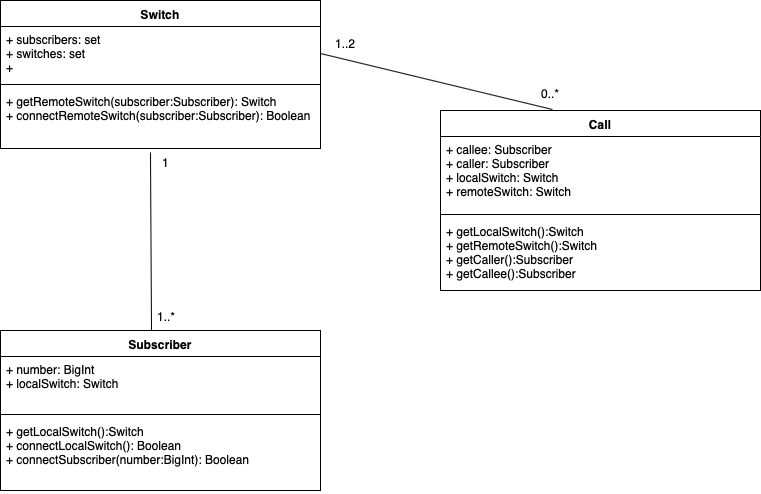 Switch
+ subscribers: set
+ switches: set
+
+ getRemoteSwitch(subscriber:Subscriber): Switch
+ connectRemoteSwitch(subscriber:Subscriber): Boolean
1..2
0..*
Call
+ callee: Subscriber
+ caller: Subscriber
+ localSwitch: Switch
+ remoteSwitch: Switch
+ getLocalSwitch():Switch
+ getRemoteSwitch():Switch
+ getCaller():Subscriber
+ getCallee():Subscriber
1
1..*
Subscriber
+ number: BigInt
+ localSwitch: Switch
+ getLocalSwitch():Switch
+ connectLocalSwitch(): Boolean
+ connectSubscriber(number:BigInt): Boolean